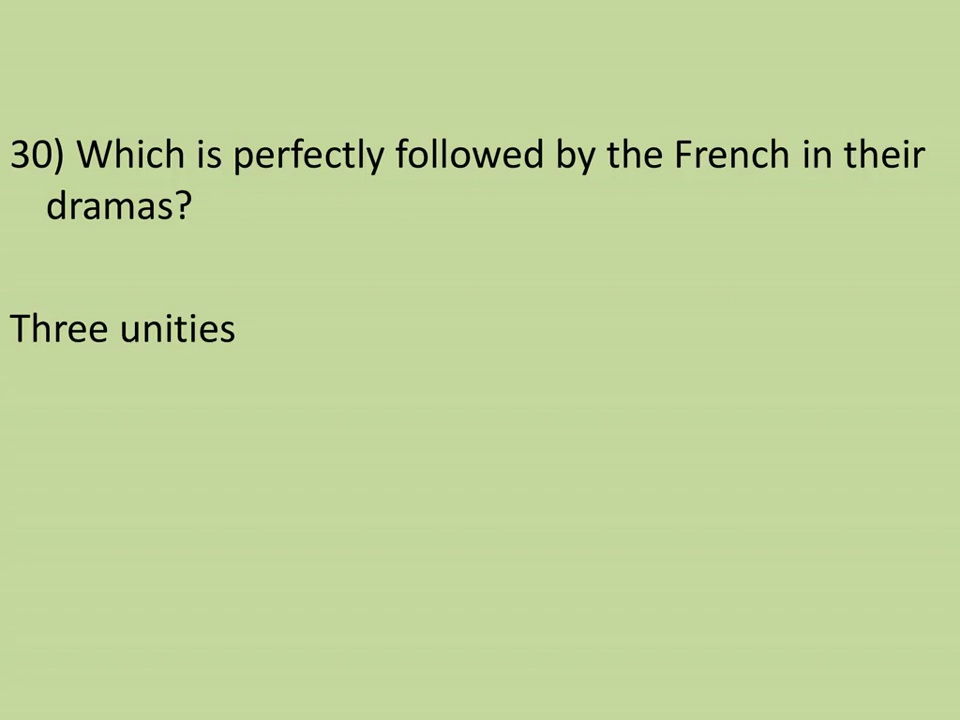 30) Which is perfectly followed by the French in their
dramas?
Three unities